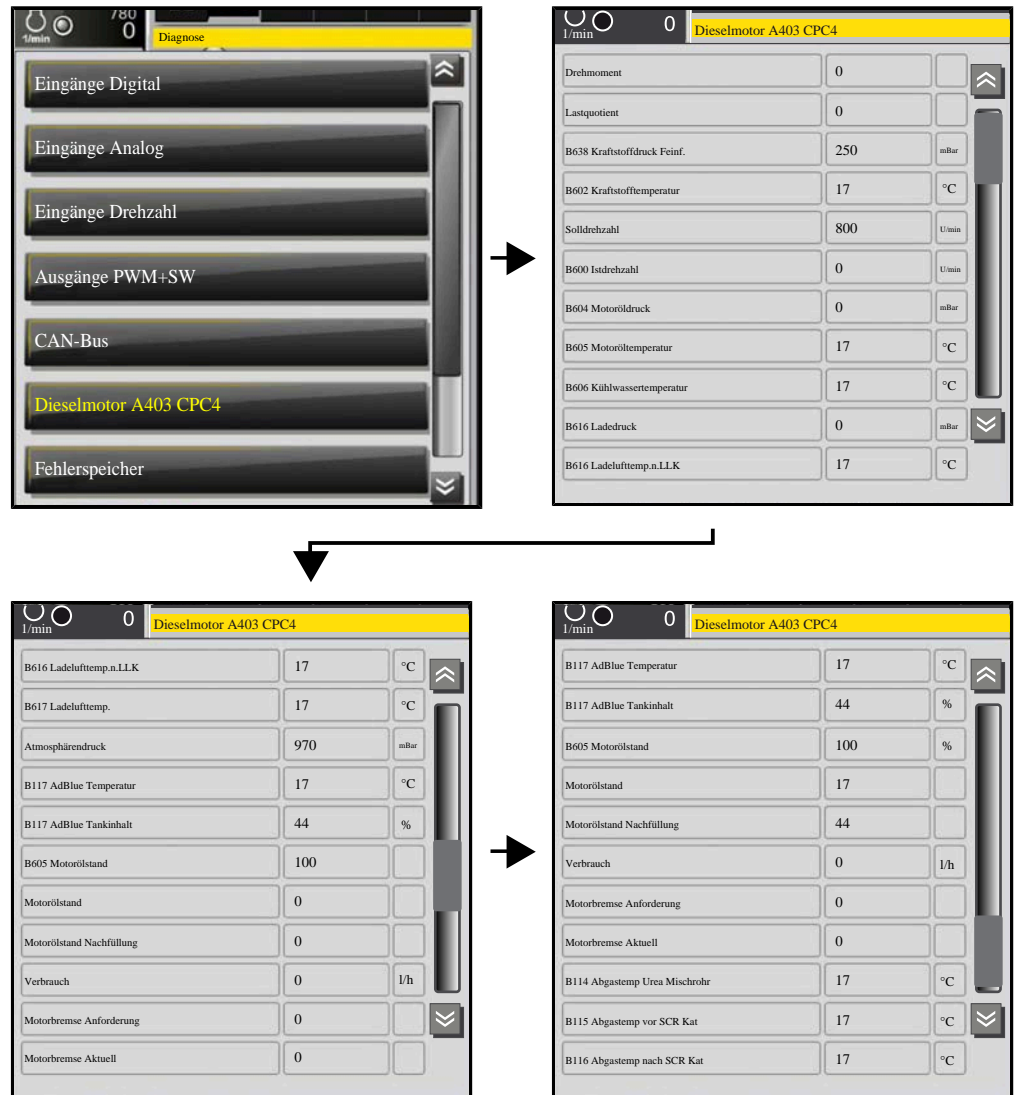 780
1/min 0 Diagnose
Eingänge Digital
Eingänge Analog
Eingänge Drehzahl
Ausgänge PWM+SW
CAN-Bus
Dieselmotor A403 CPC4
Fehlerspeicher
1/min 0 Dieselmotor A403 CPC4
Drehmoment 0
Lastquotient 0
B638 Kraftstoffdruck Feinf. 250 mBar
B602 Kraftstofftemperatur 17 °C
Solldrehzahl 800 U/min
B600 Istdrehzahl 0 U/min
B604 Motoröldruck 0 mBar
B605 Motoröltemperatur 17 °C
B606 Kühlwassertemperatur 17 °C
B616 Ladedruck 0 mBar
B616 Ladelufttemp.n.LLK 17 °C
1/min 0 Dieselmotor A403 CPC4
B616 Ladelufttemp.n.LLK 17 °C
B617 Ladelufttemp. 17 °C
Atmosphärendruck 970 mBar
B117 AdBlue Temperatur 17 °C
B117 AdBlue Tankinhalt 44 %
B605 Motorölstand 100
Motorölstand 0
Motorölstand Nachfüllung 0
Verbrauch 0 l/h
Motorbremse Anforderung 0
Motorbremse Aktuell 0
1/min 0 Dieselmotor A403 CPC4
B117 AdBlue Temperatur 17 °C
B117 AdBlue Tankinhalt 44 %
B605 Motorölstand 100 %
Motorölstand 17
Motorölstand Nachfüllung 44
Verbrauch 0 l/h
Motorbremse Anforderung 0
Motorbremse Aktuell 0
B114 Abgastemp Urea Mischrohr 17 °C
B115 Abgastemp vor SCR Kat 17 °C
B116 Abgastemp nach SCR Kat 17 °C